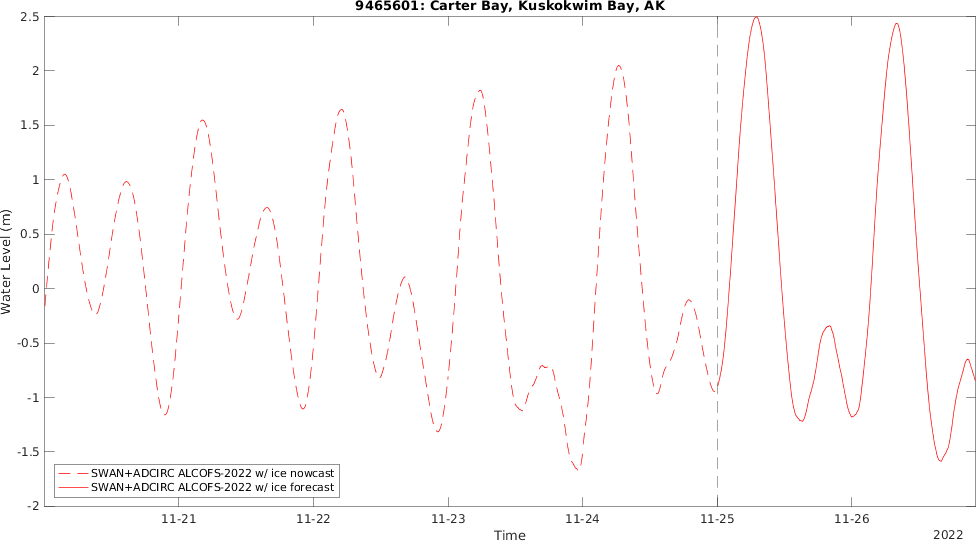 9465601: Carter Bay, Kuskokwim Bay, AK
2.5
2
1.5
1
0.5
0
-0.5
-1
-1.5
-2
Water Level (m)
SWAN+ADCIRC ALCOFS-2022 w/ ice nowcast
SWAN+ADCIRC ALCOFS-2022 w/ ice forecast
11-21 11-22 11-23 11-24 11-25 11-26
Time
2022